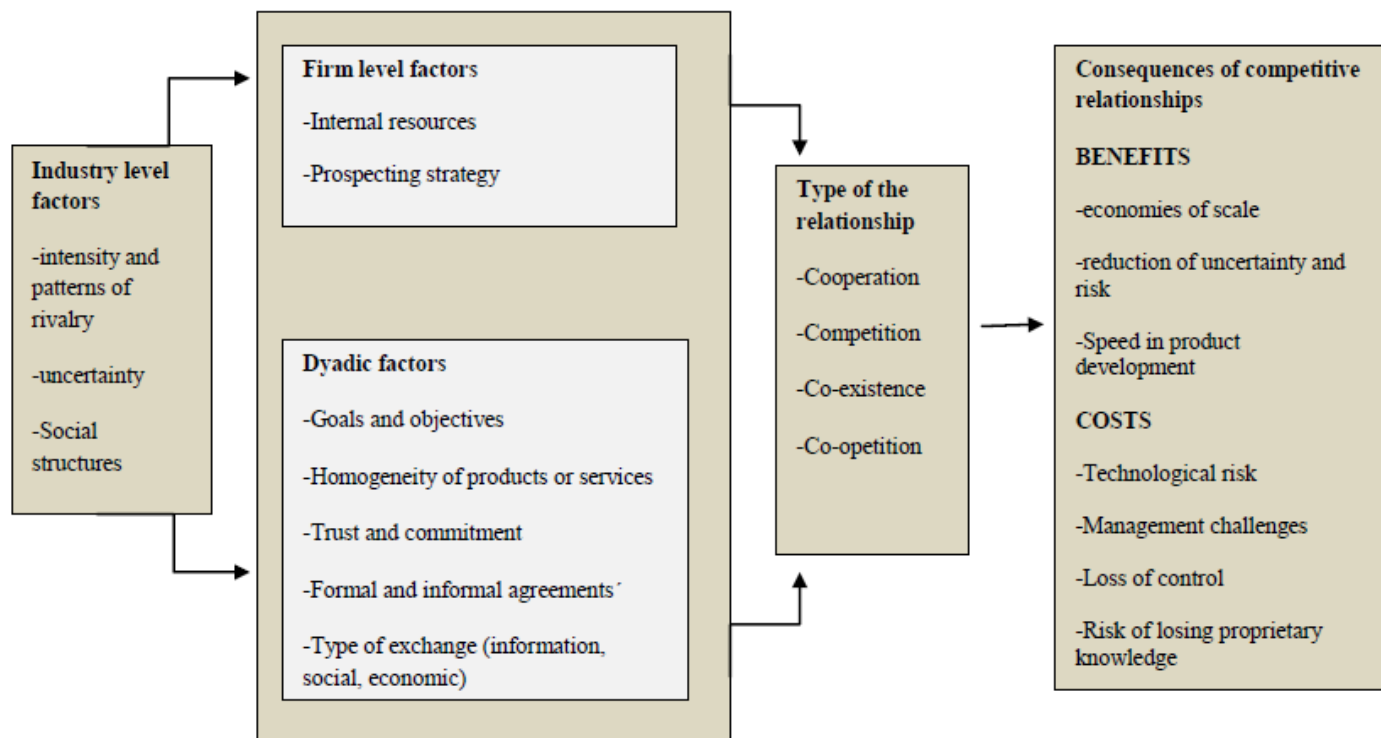 Industry level
factors
-intensity and
patterns of
rivalry
-uncertainty
-Social
structures
Firm level factors
-Internal resources
-Prospecting strategy
Dyadic factors
-Goals and objectives
-Homogeneity of products or services
-Trust and commitment
-Formal and informal agreements´
-Type of exchange (information,
social, economic)
Type of the
relationship
-Cooperation
-Competition
-Co-existence
-Co-opetition
Consequences of competitive
relationships
BENEFITS
-economies of scale
-reduction of uncertainty and
risk
-Speed in product
development
COSTS
-Technological risk
-Management challenges
-Loss of control
-Risk of losing proprietary
knowledge